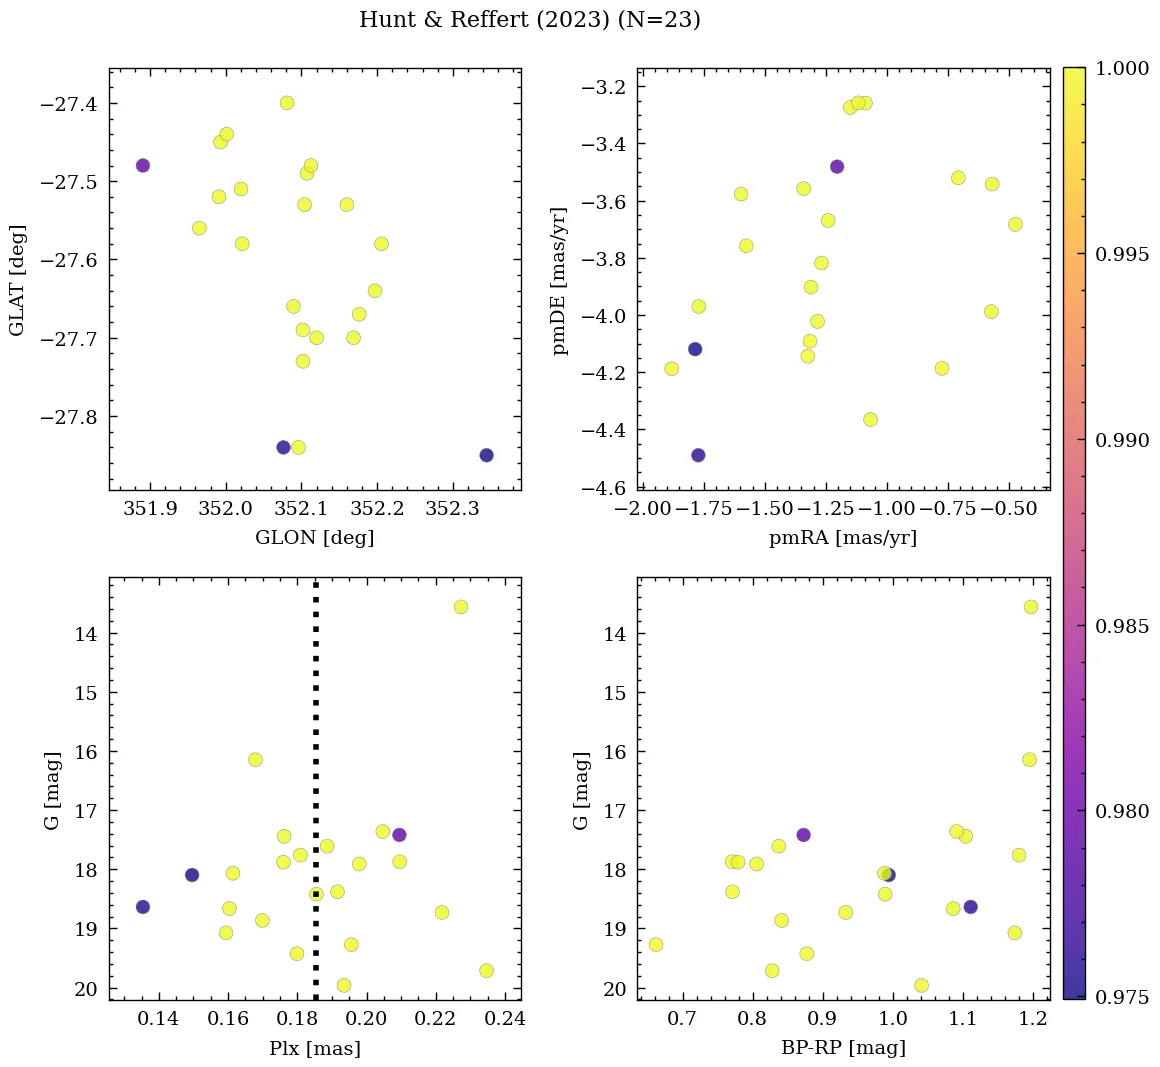 Hunt & Reffert (2023) (N=23)
−27.4
−27.5
−27.6
−27.7
−27.8
GLAT [deg]
351.9 352.0 352.1 352.2 352.3
GLON [deg]
−3.2
−3.4
−3.6
−3.8
−4.0
−4.2
−4.4
−4.6
pmDE [mas/yr]
−2.00 −1.75 −1.50 −1.25 −1.00 −0.75 −0.50
pmRA [mas/yr]
1.000
0.995
0.990
0.985
0.980
0.975
14
15
16
17
18
19
20
G [mag]
0.14 0.16 0.18 0.20 0.22 0.24
Plx [mas]
14
15
16
17
18
19
20
G [mag]
0.7 0.8 0.9 1.0 1.1 1.2
BP-RP [mag]